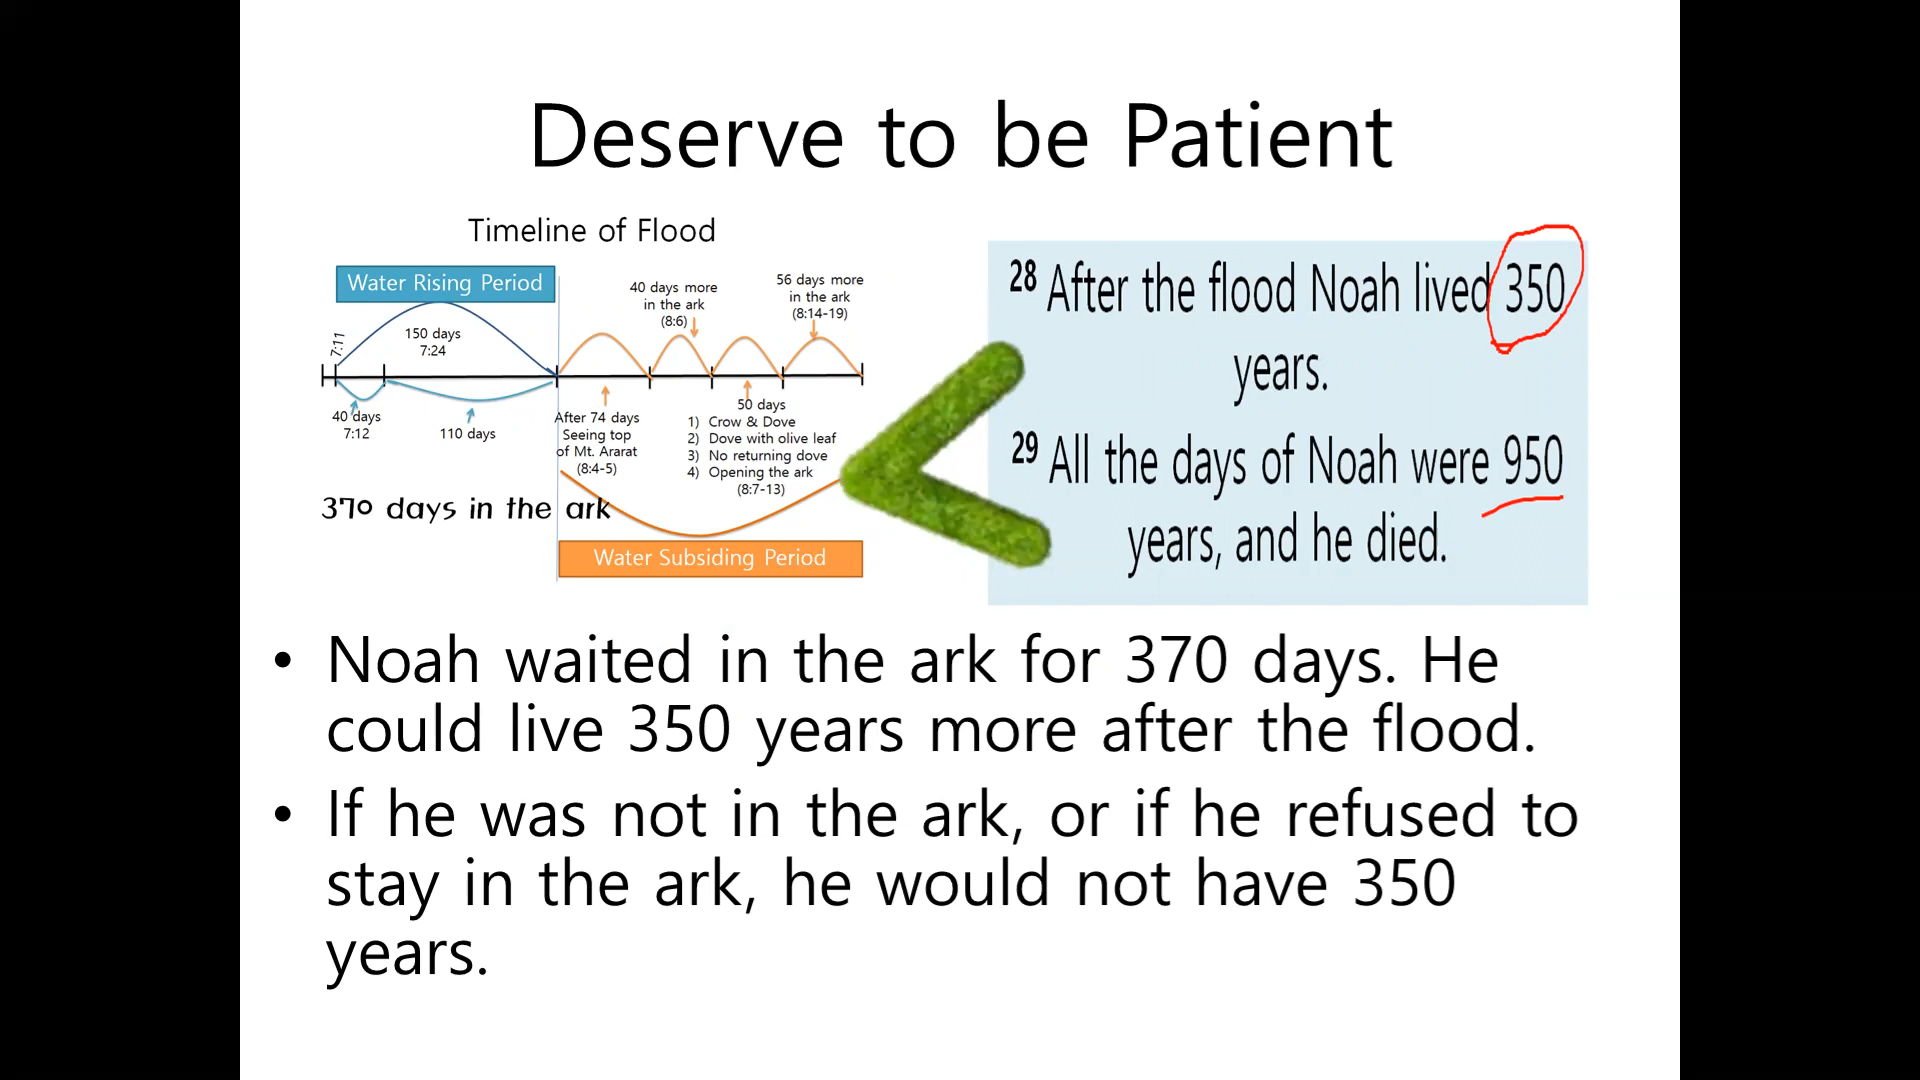 Deserve to be Patient
Timeline of Flood
Water Rising Period
7:11
150 days
7:24
40 days
7:12
110 days
After 74 days
Seeing top
of Mt. Ararat
(8:4-5)
40 days more
in the ark
(8:6)
50 days
1) Crow & Dove
2) Dove with olive leaf
3) No returning dove
4) Opening the ark
(8:7-13)
56 days more
in the ark
(8:14-19)
370 days in the ark
Water Subsiding Period
28 After the flood Noah lived 350
years.
29 All the days of Noah were 950
years, and he died.
• Noah waited in the ark for 370 days. He
could live 350 years more after the flood.
• If he was not in the ark, or if he refused to
stay in the ark, he would not have 350
years.